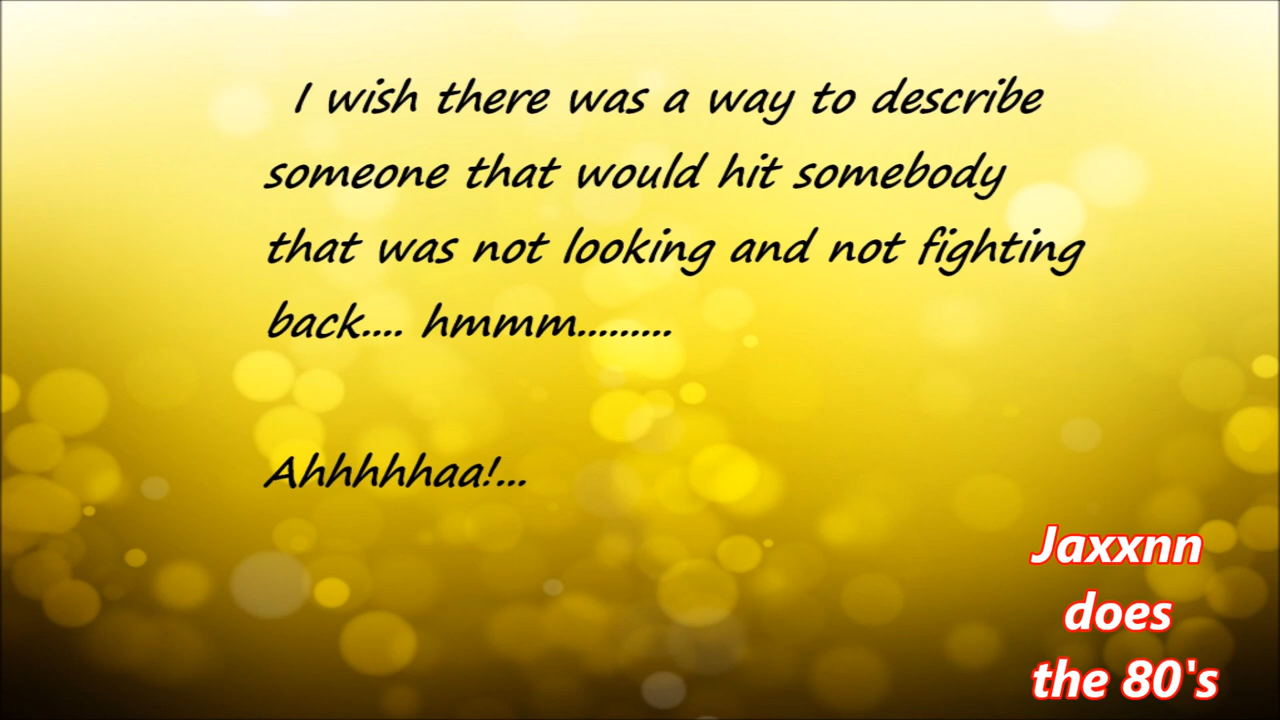 I wish there was a way to describe
someone that would hit somebody
that was not looking and not fighting
back.... hmmm.........
Ahhhhhaa!...
Jaxxnn
does
the 80's